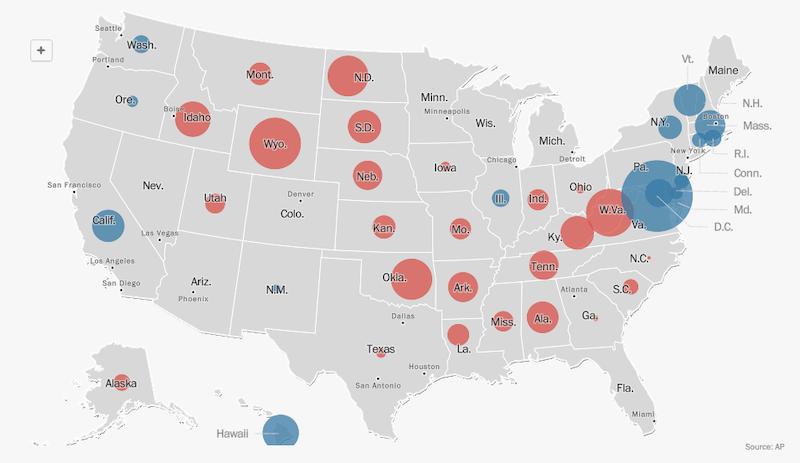 Seattle
Wash.
Portland
Ore.
+
Mont.
N.D.
Minn.
Minneapolis
Vt.
Maine
N.H.
Boise
Idaho
Wyo.
S.D.
Wis.
Mich.
Detroit
N.Y.
Boston
Mass.
New York
R.I.
Conn.
San Francisco
Nev.
Utah
Denver
Colo.
Neb.
Iowa
Chicago
Ill.
Ind.
Ohio
Pa.
N.J.
Del.
Md.
D.C.
Calif.
Las Vegas
Kan.
Mo.
Ky.
W.Va.
Va.
Los Angeles
San Diego
Ariz.
Phoenix
N.M.
Okla.
Ark.
Tenn.
N.C.
S.C.
Atlanta
Dallas
Miss.
Ala.
Ga.
Texas
La.
Houston
San Antonio
Alaska
Hawaii
Fla.
Miami
Source: AP